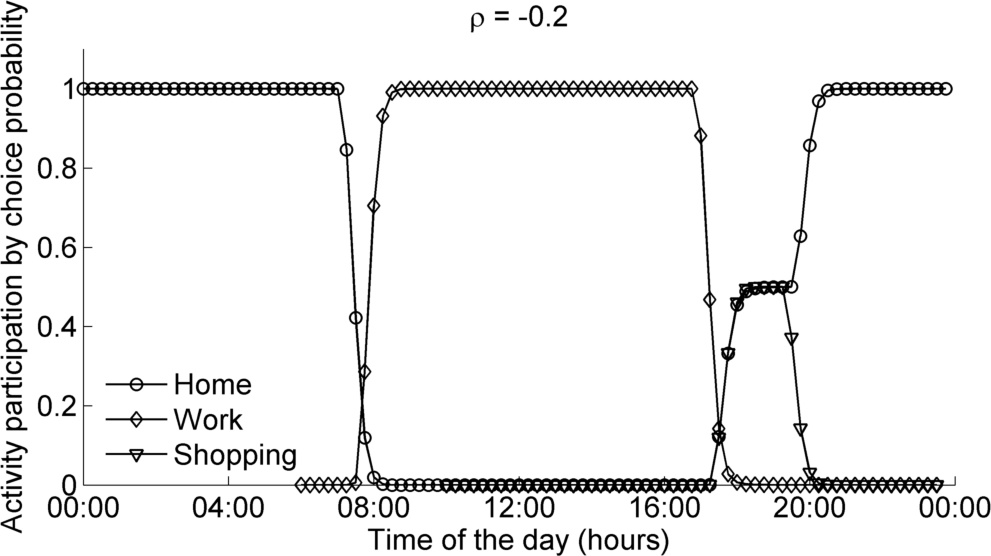 ρ = -0.2
Activity participation by choice probability
1
0.8
0.6
0.4
0.2
0
Home
Work
Shopping
00:00 04:00 08:00 12:00 16:00 20:00 00:00
Time of the day (hours)